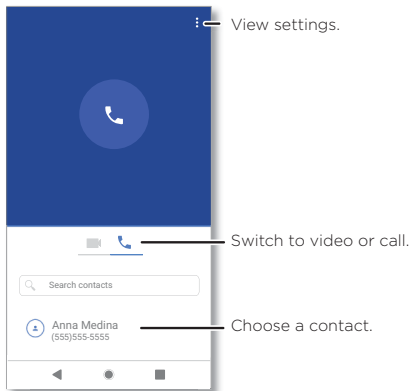 View settings.
Switch to video or call.
Search contacts
Anna Medina
(555)555-5555
Choose a contact.